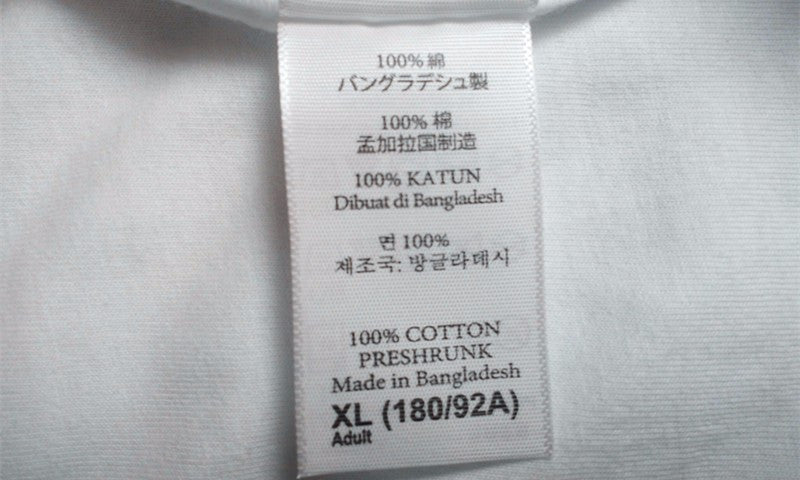 100% 綿
バングラデシュ製
100% 棉
孟加拉国制造
100% KATUN
Dibuat di Bangladesh
면 100%
제조국: 방글라데시
100% COTTON
PRESHRUNK
Made in Bangladesh
XL (180/92A)
Adult